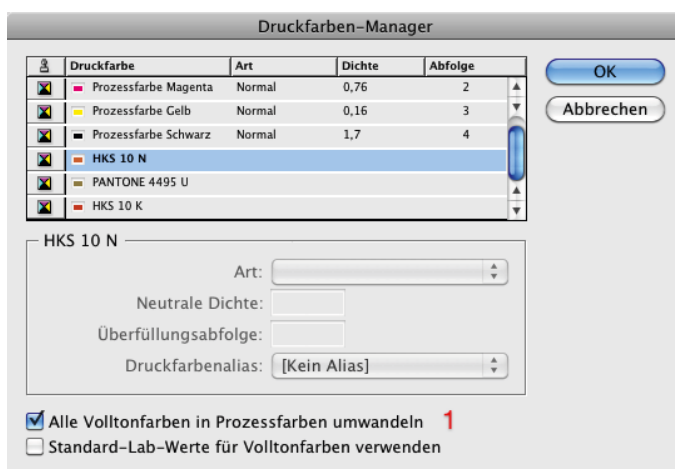 Druckfarben-Manager
Druckfarbe Art Dichte Abfolge
Prozessfarbe Magenta Normal 0,76 2
Prozessfarbe Gelb Normal 0,16 3
Prozessfarbe Schwarz Normal 1,7 4
HKS 10 N
PANTONE 4495 U
HKS 10 K
OK
Abbrechen
HKS 10 N
Art:
Neutrale Dichte:
Überfüllungsabfolge:
Druckfarbenalias: [Kein Alias]
Alle Volltonfarben in Prozessfarben umwandeln 1
Standard-Lab-Werte für Volltonfarben verwenden